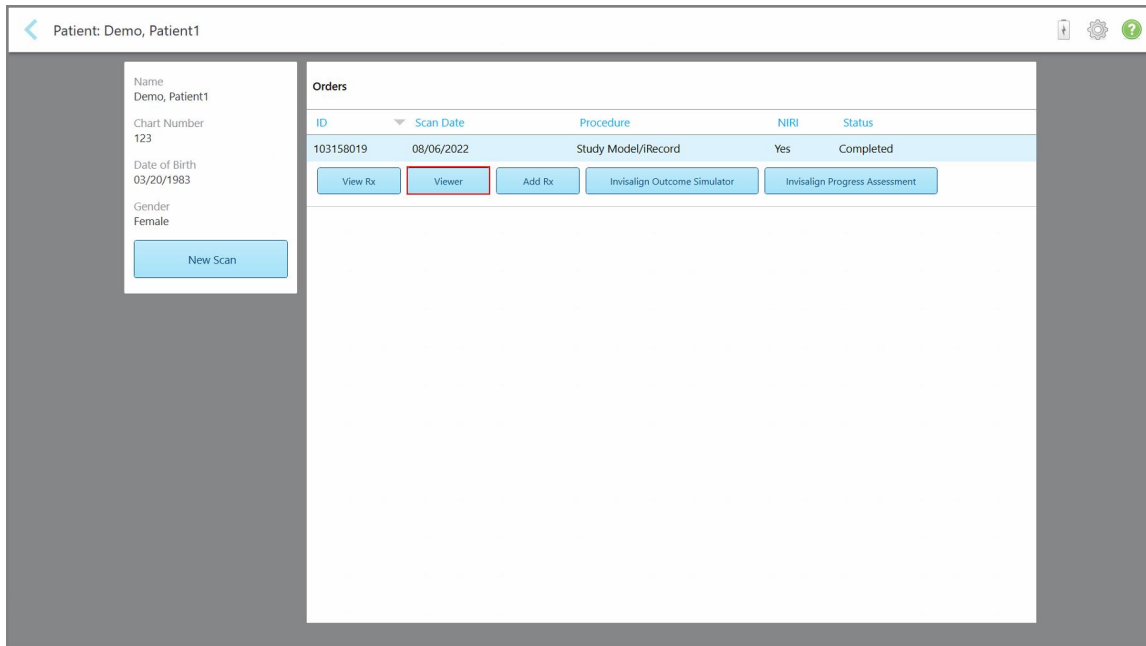 Patient: Demo, Patient1
?
Name
Demo, Patient1
Chart Number
123
Date of Birth
03/20/1983
Gender
Female
New Scan
Orders
ID Scan Date Procedure NIRI Status
103158019 08/06/2022 Study Model/iRecord Yes Completed
View Rx Viewer Add Rx Invisalign Outcome Simulator Invisalign Progress Assessment